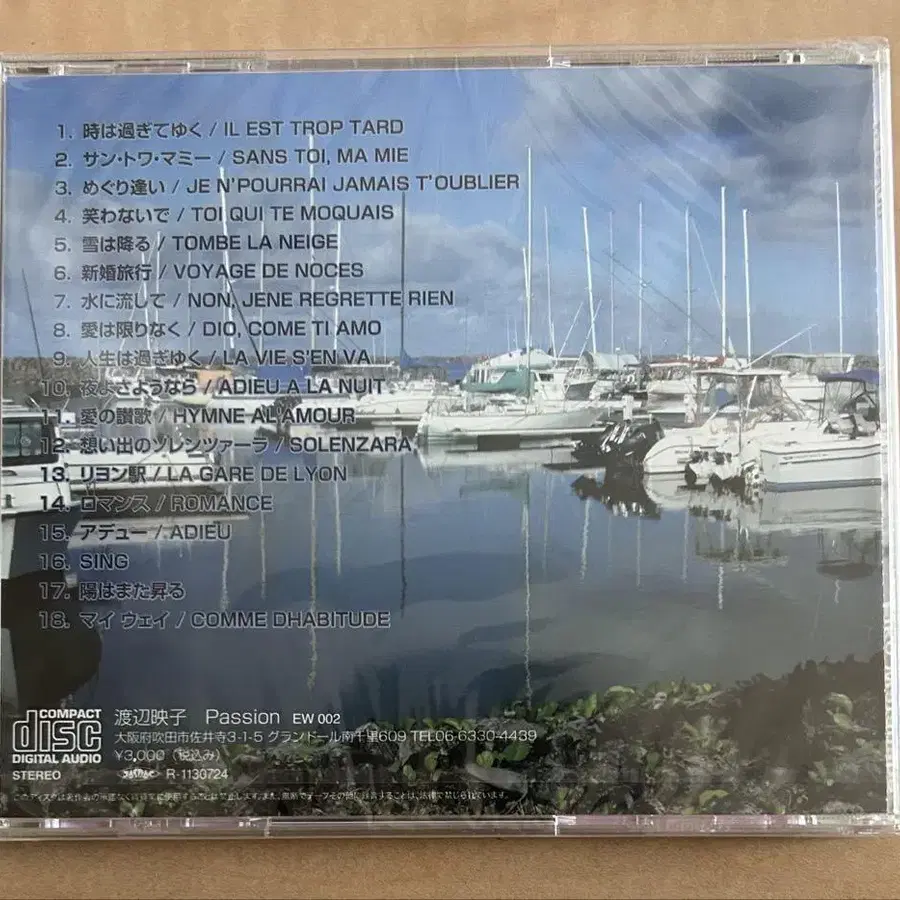 1. 時は過ぎてゆく / IL EST TROP TARD
2. サン・トワ・マミー / SANS TOI, MA MIE
3. めぐり逢い / JE N'POURRAI JAMAIS T'OUBLIER
4. 笑わないで / TOI QUI TE MOQUAIS
5. 雪は降る / TOMBE LA NEIGE
6. 新婚旅行 / VOYAGE DE NOCES
7. 水に流して / NON, JENE REGRETTE RIEN
8. 愛は限りなく / DIO, COME TI AMO
9. 人生は過ぎゆく / LA VIE S'EN VA
10. 夜よさようなら / ADIEU A LA NUIT
11. 愛の讃歌 / HYMNE AL'AMOUR
12. 想い出のソレンツァーラ / SOLENZARA
13. リヨン駅 / LA GARE DE LYON
14. ロマンス / ROMANCE
15. アデュー / ADIEU
16. SING
17. 陽はまた昇る
18. マイ ウェイ / COMME DHABITUDE
COMPACT
disc
DIGITAL AUDIO
STEREO
渡辺映子 Passion EW 002
大阪府吹田市佐井寺3-1-5 グランドール南千里609 TEL06-6330-4439
¥3,000（税込み）
JASRAC R-1130724